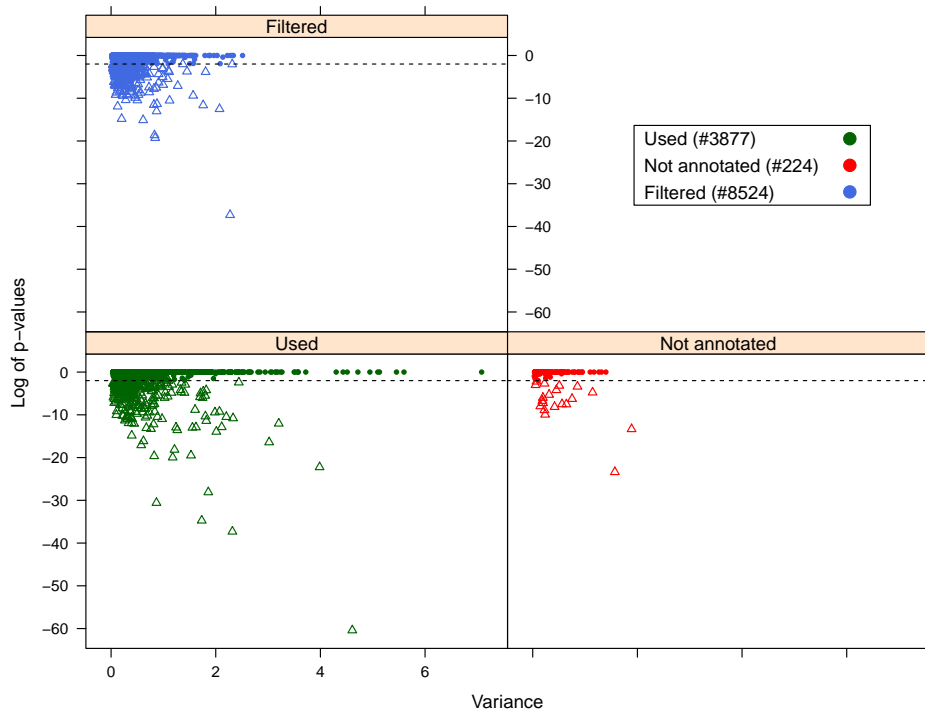 Filtered
0
−10
−20
−30
−40
−50
−60
Used (#3877)
Not annotated (#224)
Filtered (#8524)
Log of p−values
Used
Not annotated
0
−10
−20
−30
−40
−50
−60
0 2 4 6
Variance